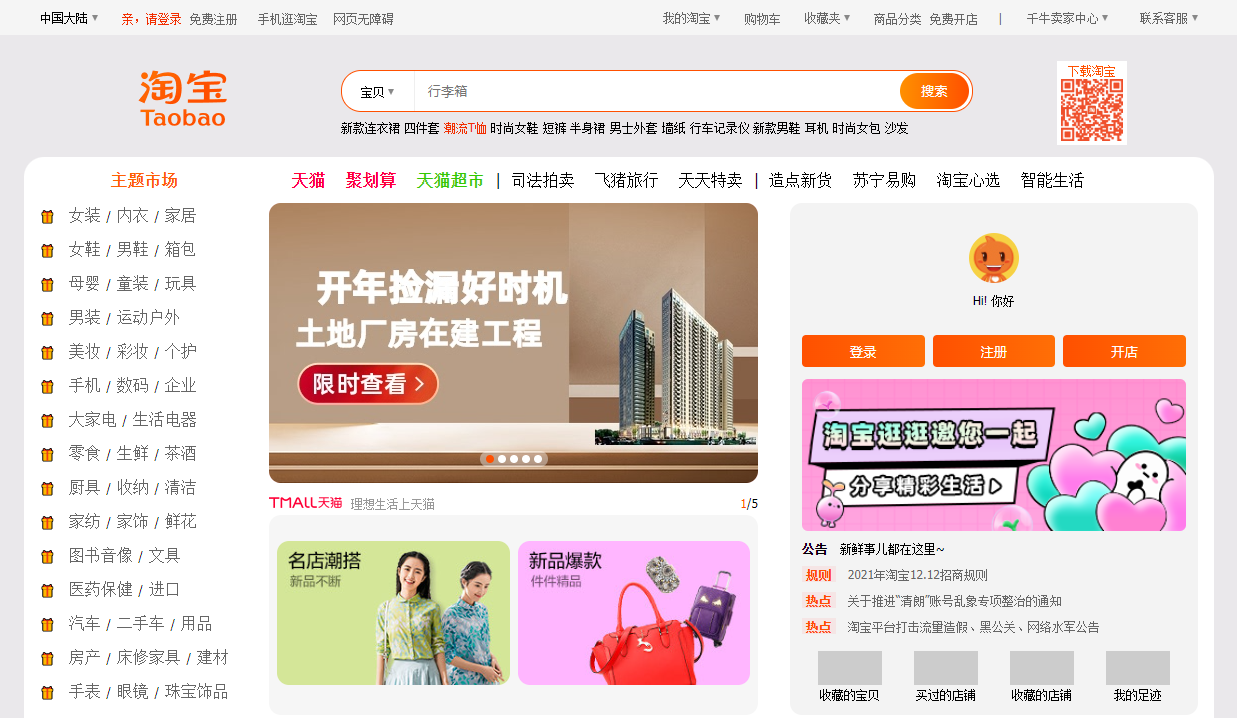 中国大陆 亲，请登录 免费注册 手机逛淘宝 网页无障碍 我的淘宝 购物车 收藏夹 商品分类 免费开店 | 千牛卖家中心 联系客服
淘宝
Taobao
宝贝 行李箱 搜索
新款连衣裙 四件套 潮流T恤 时尚女鞋 短裤 半身裙 男士外套 墙纸 行车记录仪 新款男鞋 耳机 时尚女包 沙发
下载淘宝
主题市场 天猫 聚划算 天猫超市 | 司法拍卖 飞猪旅行 天天特卖 | 造点新货 苏宁易购 淘宝心选 智能生活
女装 / 内衣 / 家居
女鞋 / 男鞋 / 箱包
母婴 / 童装 / 玩具
男装 / 运动户外
美妆 / 彩妆 / 个护
手机 / 数码 / 企业
大家电 / 生活电器
零食 / 生鲜 / 茶酒
厨具 / 收纳 / 清洁
家纺 / 家饰 / 鲜花
图书音像 / 文具
医药保健 / 进口
汽车 / 二手车 / 用品
房产 / 床修家具 / 建材
手表 / 眼镜 / 珠宝饰品
开年捡漏好时机
土地厂房在建工程
限时查看
TMALL天猫 理想生活上天猫 1/5
名店潮搭
新品不断
新品爆款
件件精品
Hi! 你好
登录 注册 开店
淘宝逛逛邀您一起
分享精彩生活
公告 新鲜事儿都在这里~
规则 2021年淘宝12.12招商规则
热点 关于推进“清朗”账号乱象专项整治的通知
热点 淘宝平台打击流量造假、黑公关、网络水军公告
收藏的宝贝 买过的店铺 收藏的店铺 我的足迹